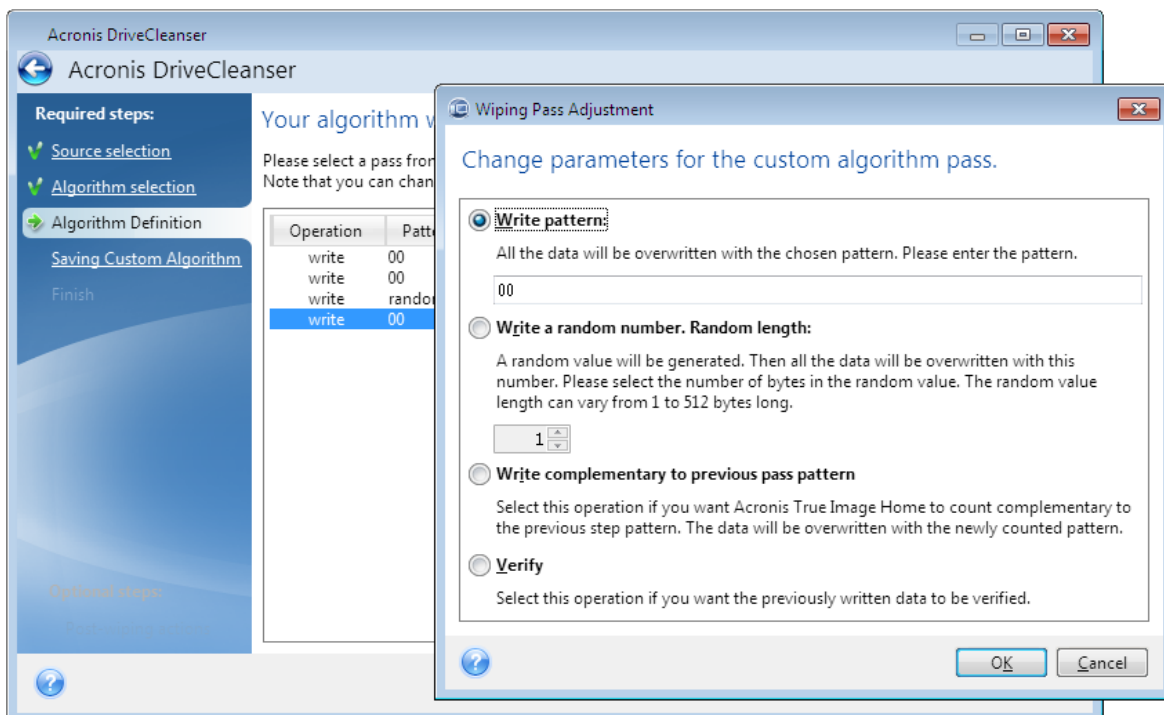 Acronis DriveCleanser
Acronis DriveCleanser
Required steps:
Source selection
Algorithm selection
Algorithm Definition
Saving Custom Algorithm
Finish
Optional steps:
Your algorithm
Please select a pass
Note that you can
Operation
write 00
write 00
write
write 00
Wiping Pass Adjustment
Change parameters for the custom algorithm pass.
Write pattern:
All the data will be overwritten with the chosen pattern. Please enter the pattern.
00
Write a random number. Random length:
A random value will be generated. Then all the data will be overwritten with this
number. Please select the number of bytes in the random value. The random value
length can vary from 1 to 512 bytes long.
1
Write complementary to previous pass pattern
Select this operation if you want Acronis True Image Home to count complementary to
the previous step pattern. The data will be overwritten with the newly counted pattern.
Verify
Select this operation if you want the previously written data to be verified.
OK Cancel